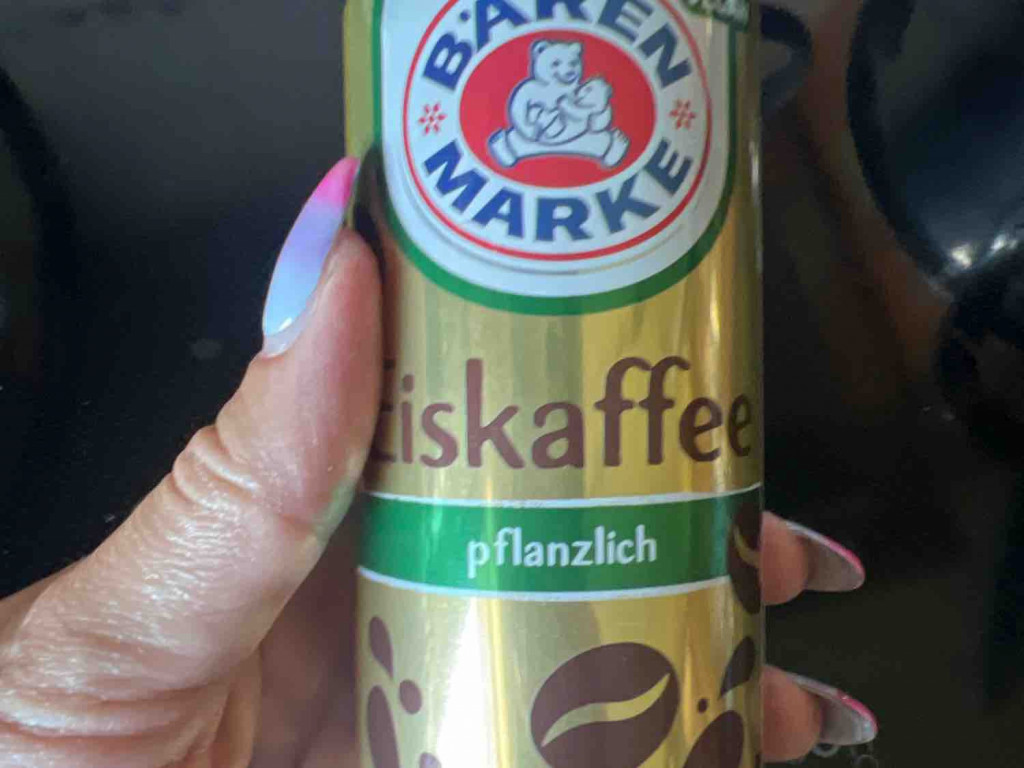 BÄREN
MARKE
Eiskaffee
pflanzlich